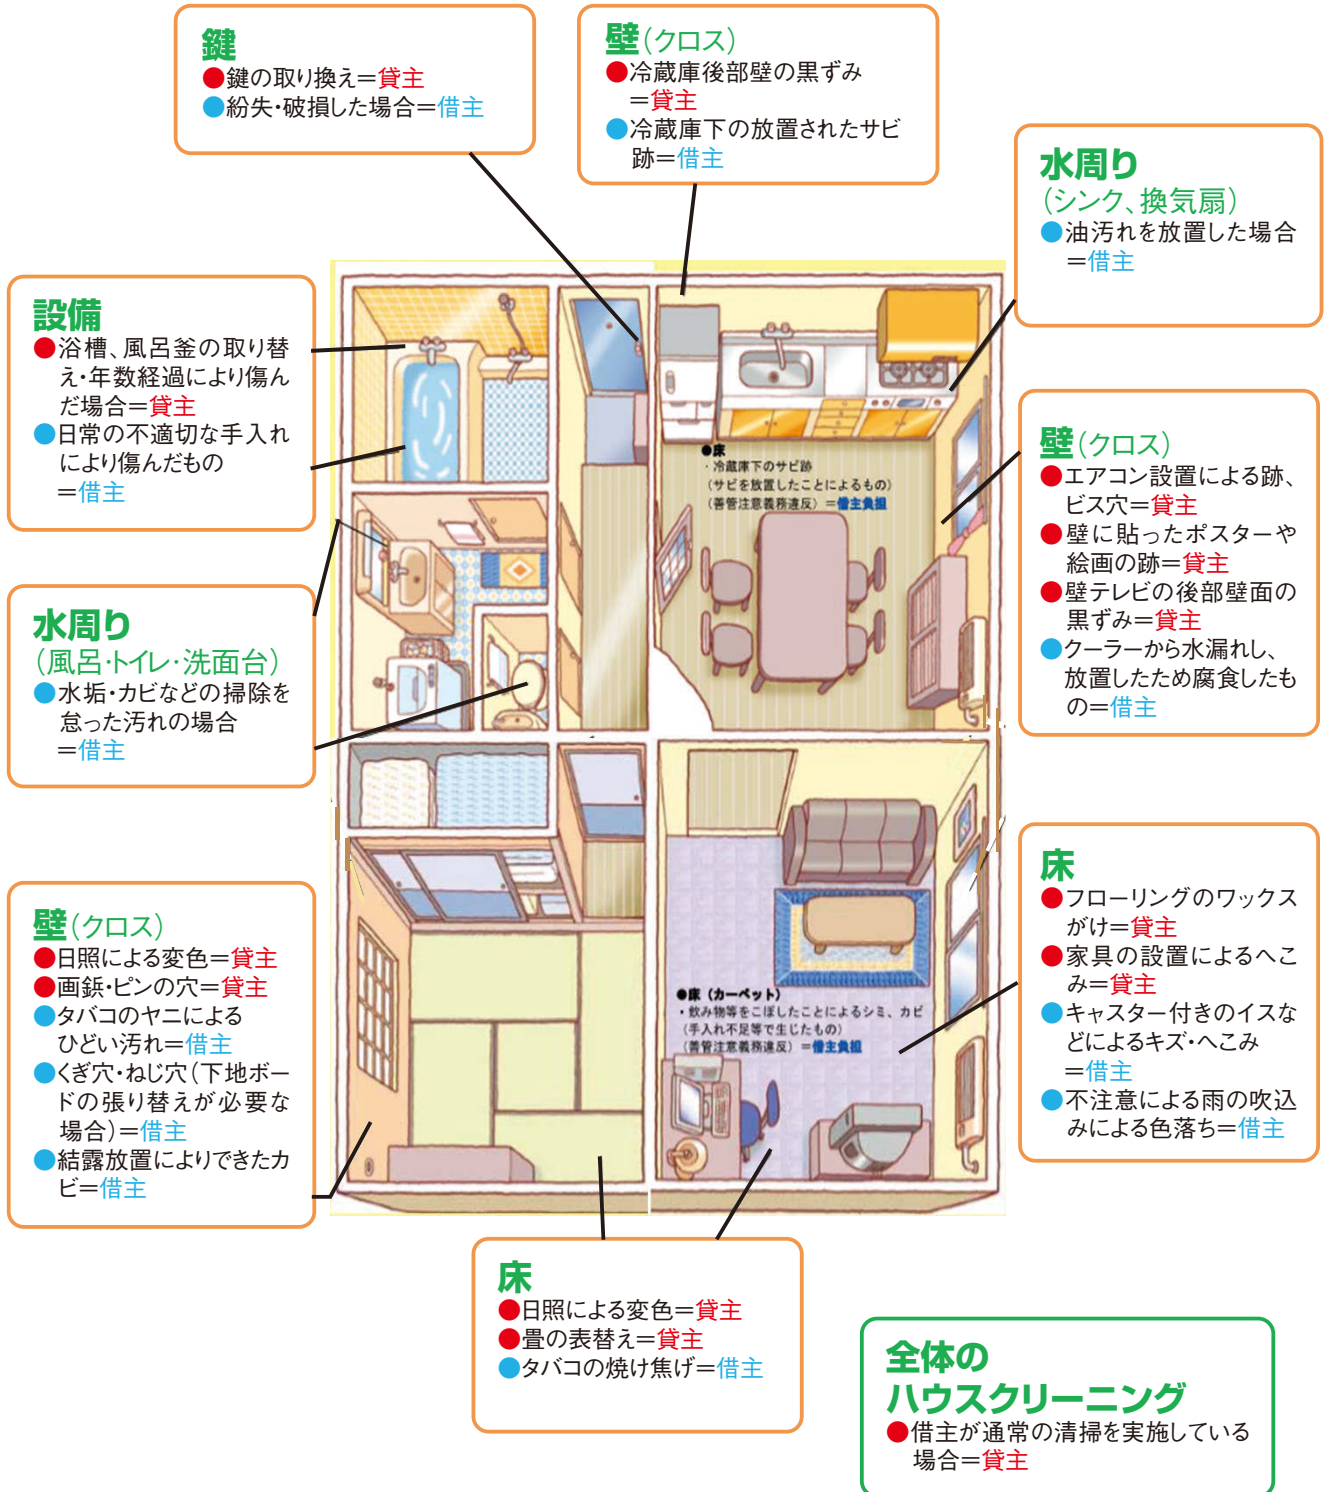 鍵
●鍵の取り換え=貸主
●紛失・破損した場合=借主
壁(クロス)
●冷蔵庫後部壁の黒ずみ
=貸主
●冷蔵庫下の放置されたサビ
跡=借主
水周り
(シンク、換気扇)
●油汚れを放置した場合
=借主
設備
●浴槽、風呂釜の取り替
え・年数経過により傷ん
だ場合=貸主
●日常の不適切な手入れ
により傷んだもの
=借主
●床
・冷蔵庫下のサビ跡
(サビを放置したことによるもの)
(善管注意義務違反)=借主負担
壁(クロス)
●エアコン設置による跡、
ビス穴=貸主
●壁に貼ったポスターや
絵画の跡=貸主
●壁テレビの後部壁面の
黒ずみ=貸主
●クーラーから水漏れし、
放置したため腐食したも
の=借主
水周り
(風呂・トイレ・洗面台)
●水垢・カビなどの掃除を
怠った汚れの場合
=借主
床
●フローリングのワックス
がけ=貸主
●家具の設置によるへこ
み=貸主
●キャスター付きのイスな
どによるキズ・へこみ
=借主
●不注意による雨の吹込
みによる色落ち=借主
壁(クロス)
●日照による変色=貸主
●画鋲・ピンの穴=貸主
●タバコのヤニによる
ひどい汚れ=借主
●くぎ穴・ねじ穴(下地ボー
ドの張り替えが必要な
場合)=借主
●結露放置によりできたカ
ビ=借主
●床(カーペット)
・飲み物等をこぼしたことによるシミ、カビ
(手入れ不足等で生じたもの)
(善管注意義務違反)=借主負担
床
●日照による変色=貸主
●畳の表替え=貸主
●タバコの焼け焦げ=借主
全体の
ハウスクリーニング
●借主が通常の清掃を実施している
場合=貸主